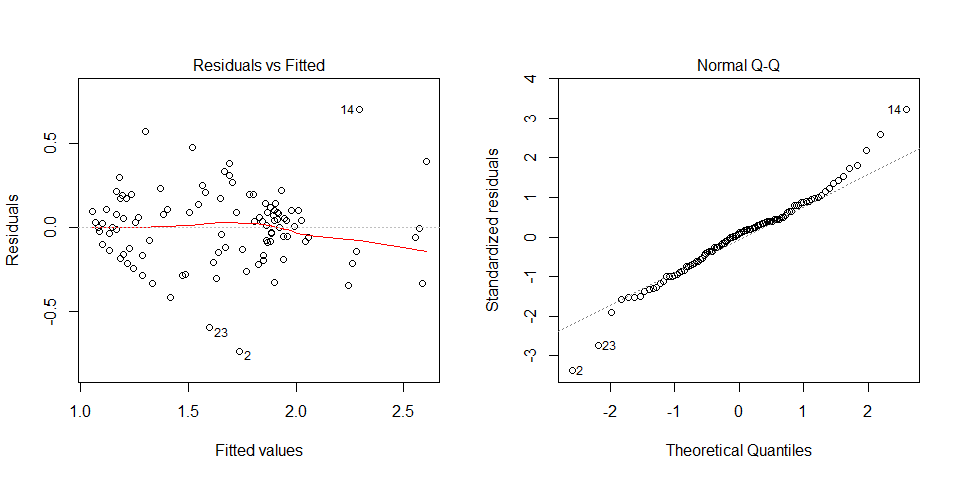 Residuals vs Fitted
Residuals
0.5
0.0
-0.5
14
23
2
1.0 1.5 2.0 2.5
Fitted values
Normal Q-Q
Standardized residuals
4
3
2
1
0
-1
-2
-3
14
23
2
-2 -1 0 1 2
Theoretical Quantiles